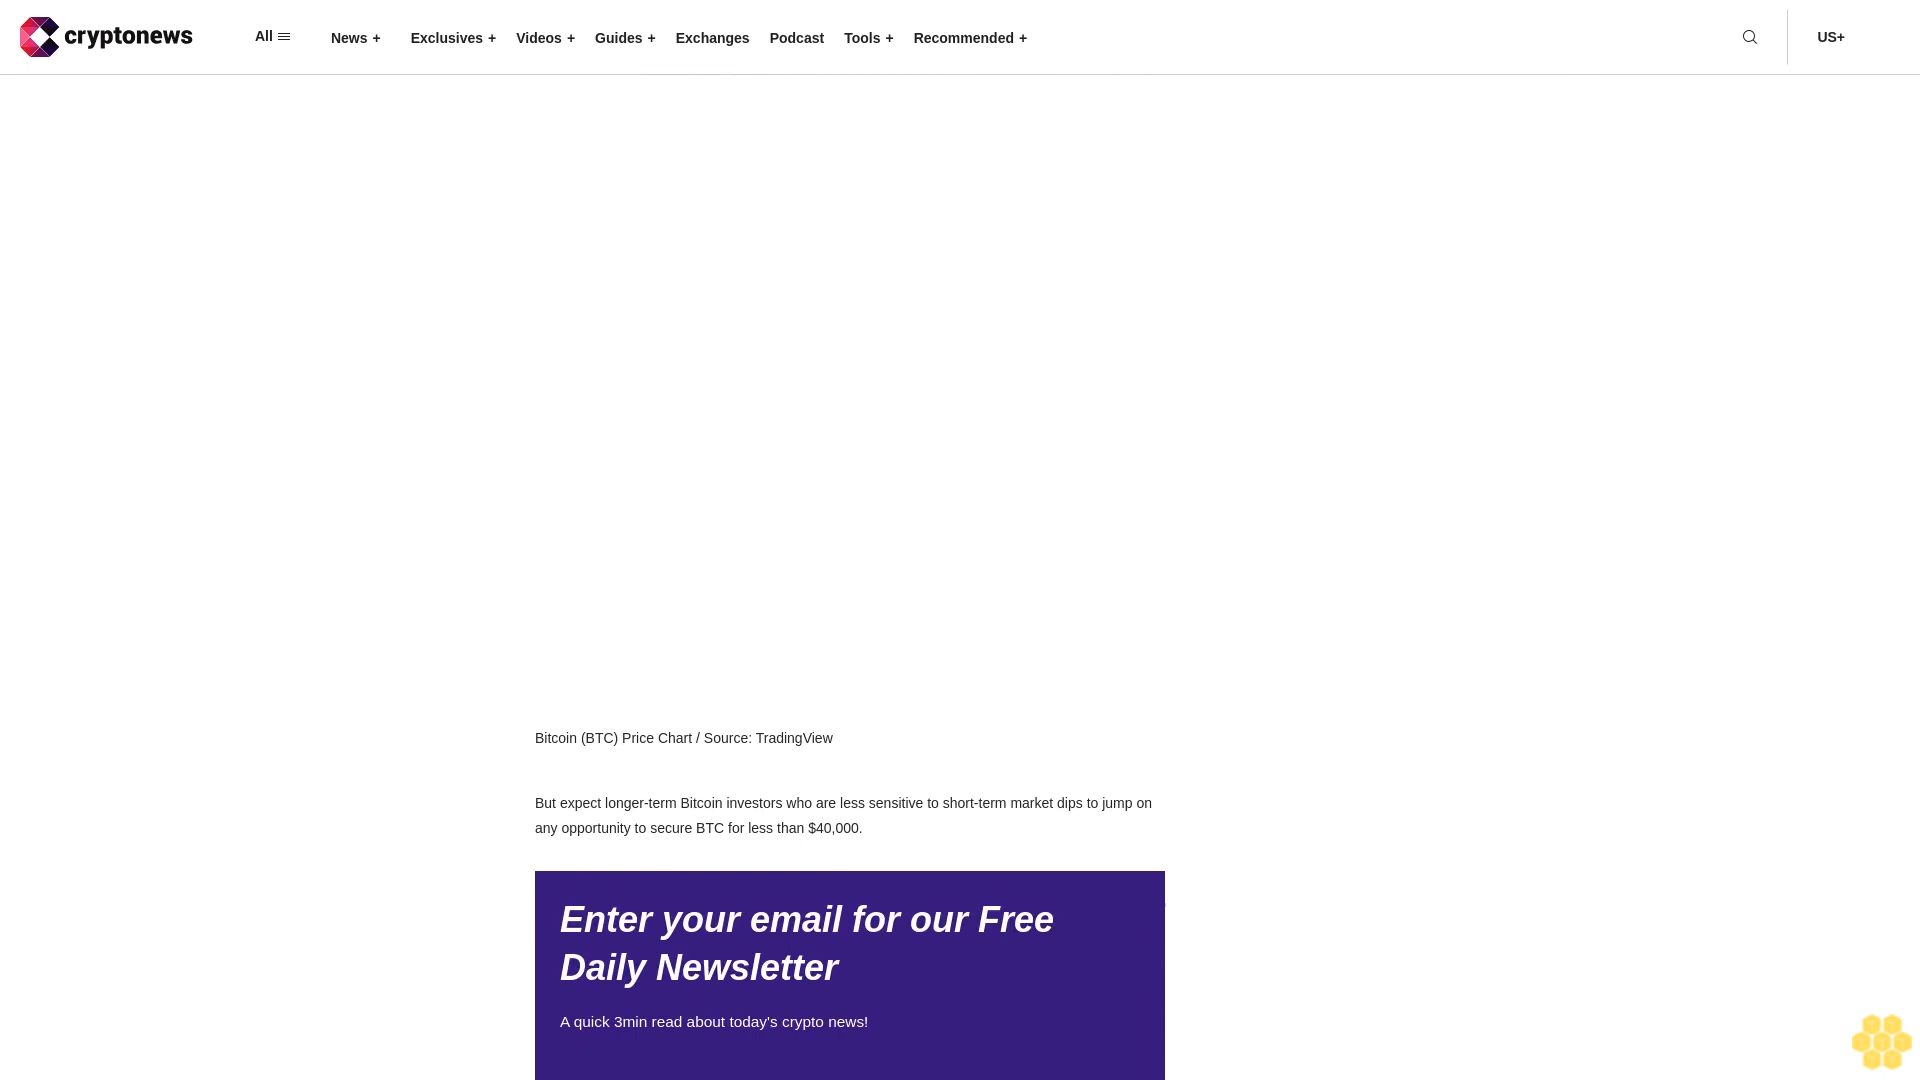 cryptonews All News + Exclusives + Videos + Guides + Exchanges Podcast Tools + Recommended + US+
Bitcoin (BTC) Price Chart / Source: TradingView
But expect longer-term Bitcoin investors who are less sensitive to short-term market dips to jump on
any opportunity to secure BTC for less than $40,000.
Enter your email for our Free
Daily Newsletter
A quick 3min read about today's crypto news!